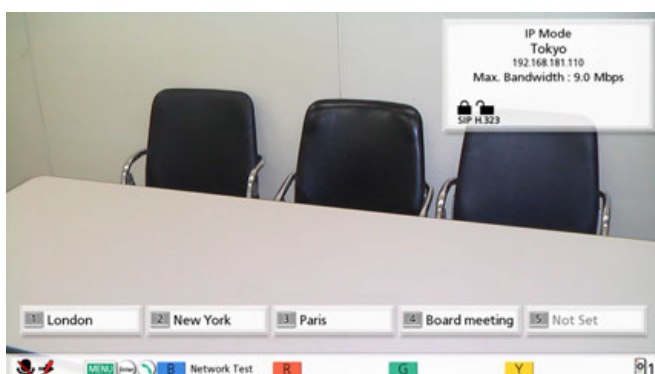 IP Mode
Tokyo
192.168.181.110
Max. Bandwidth : 9.0 Mbps
SIP H.323
1 London
2 New York
3 Paris
4 Board meeting
5 Not Set
MENU Enter B Network Test R G Y 1